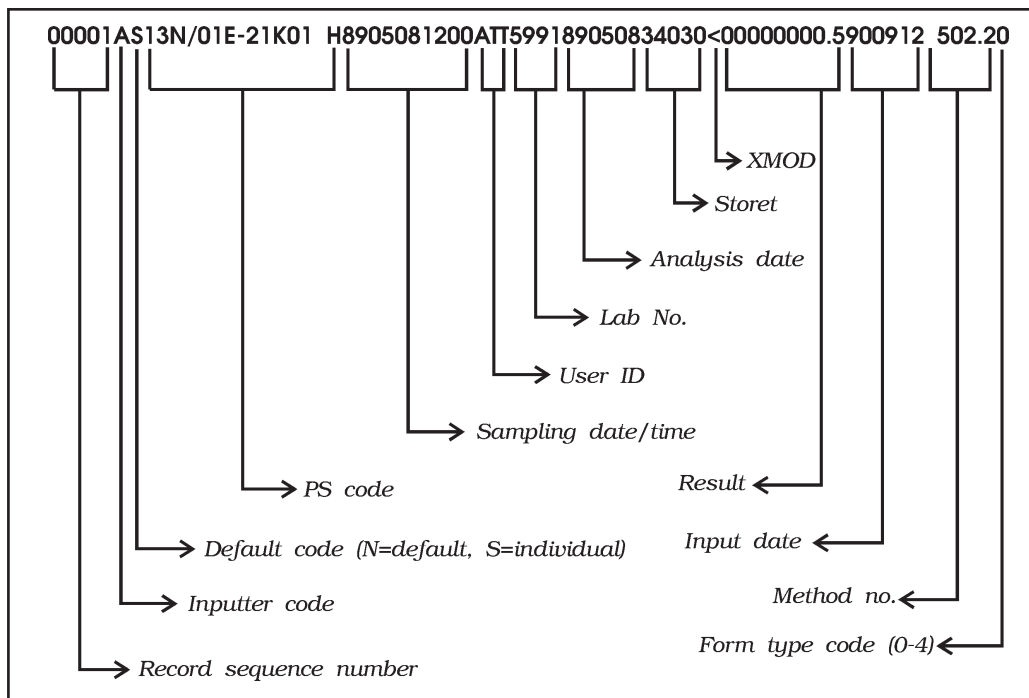 00001AS13N/01E-21K01 H8905081200ATT599189050834030<00000000.5900912 502.20
XMOD
Storet
Analysis date
Lab No.
User ID
Sampling date/time
PS code
Result
Default code (N=default, S=individual)
Input date
Inputter code
Method no.
Form type code (0-4)
Record sequence number